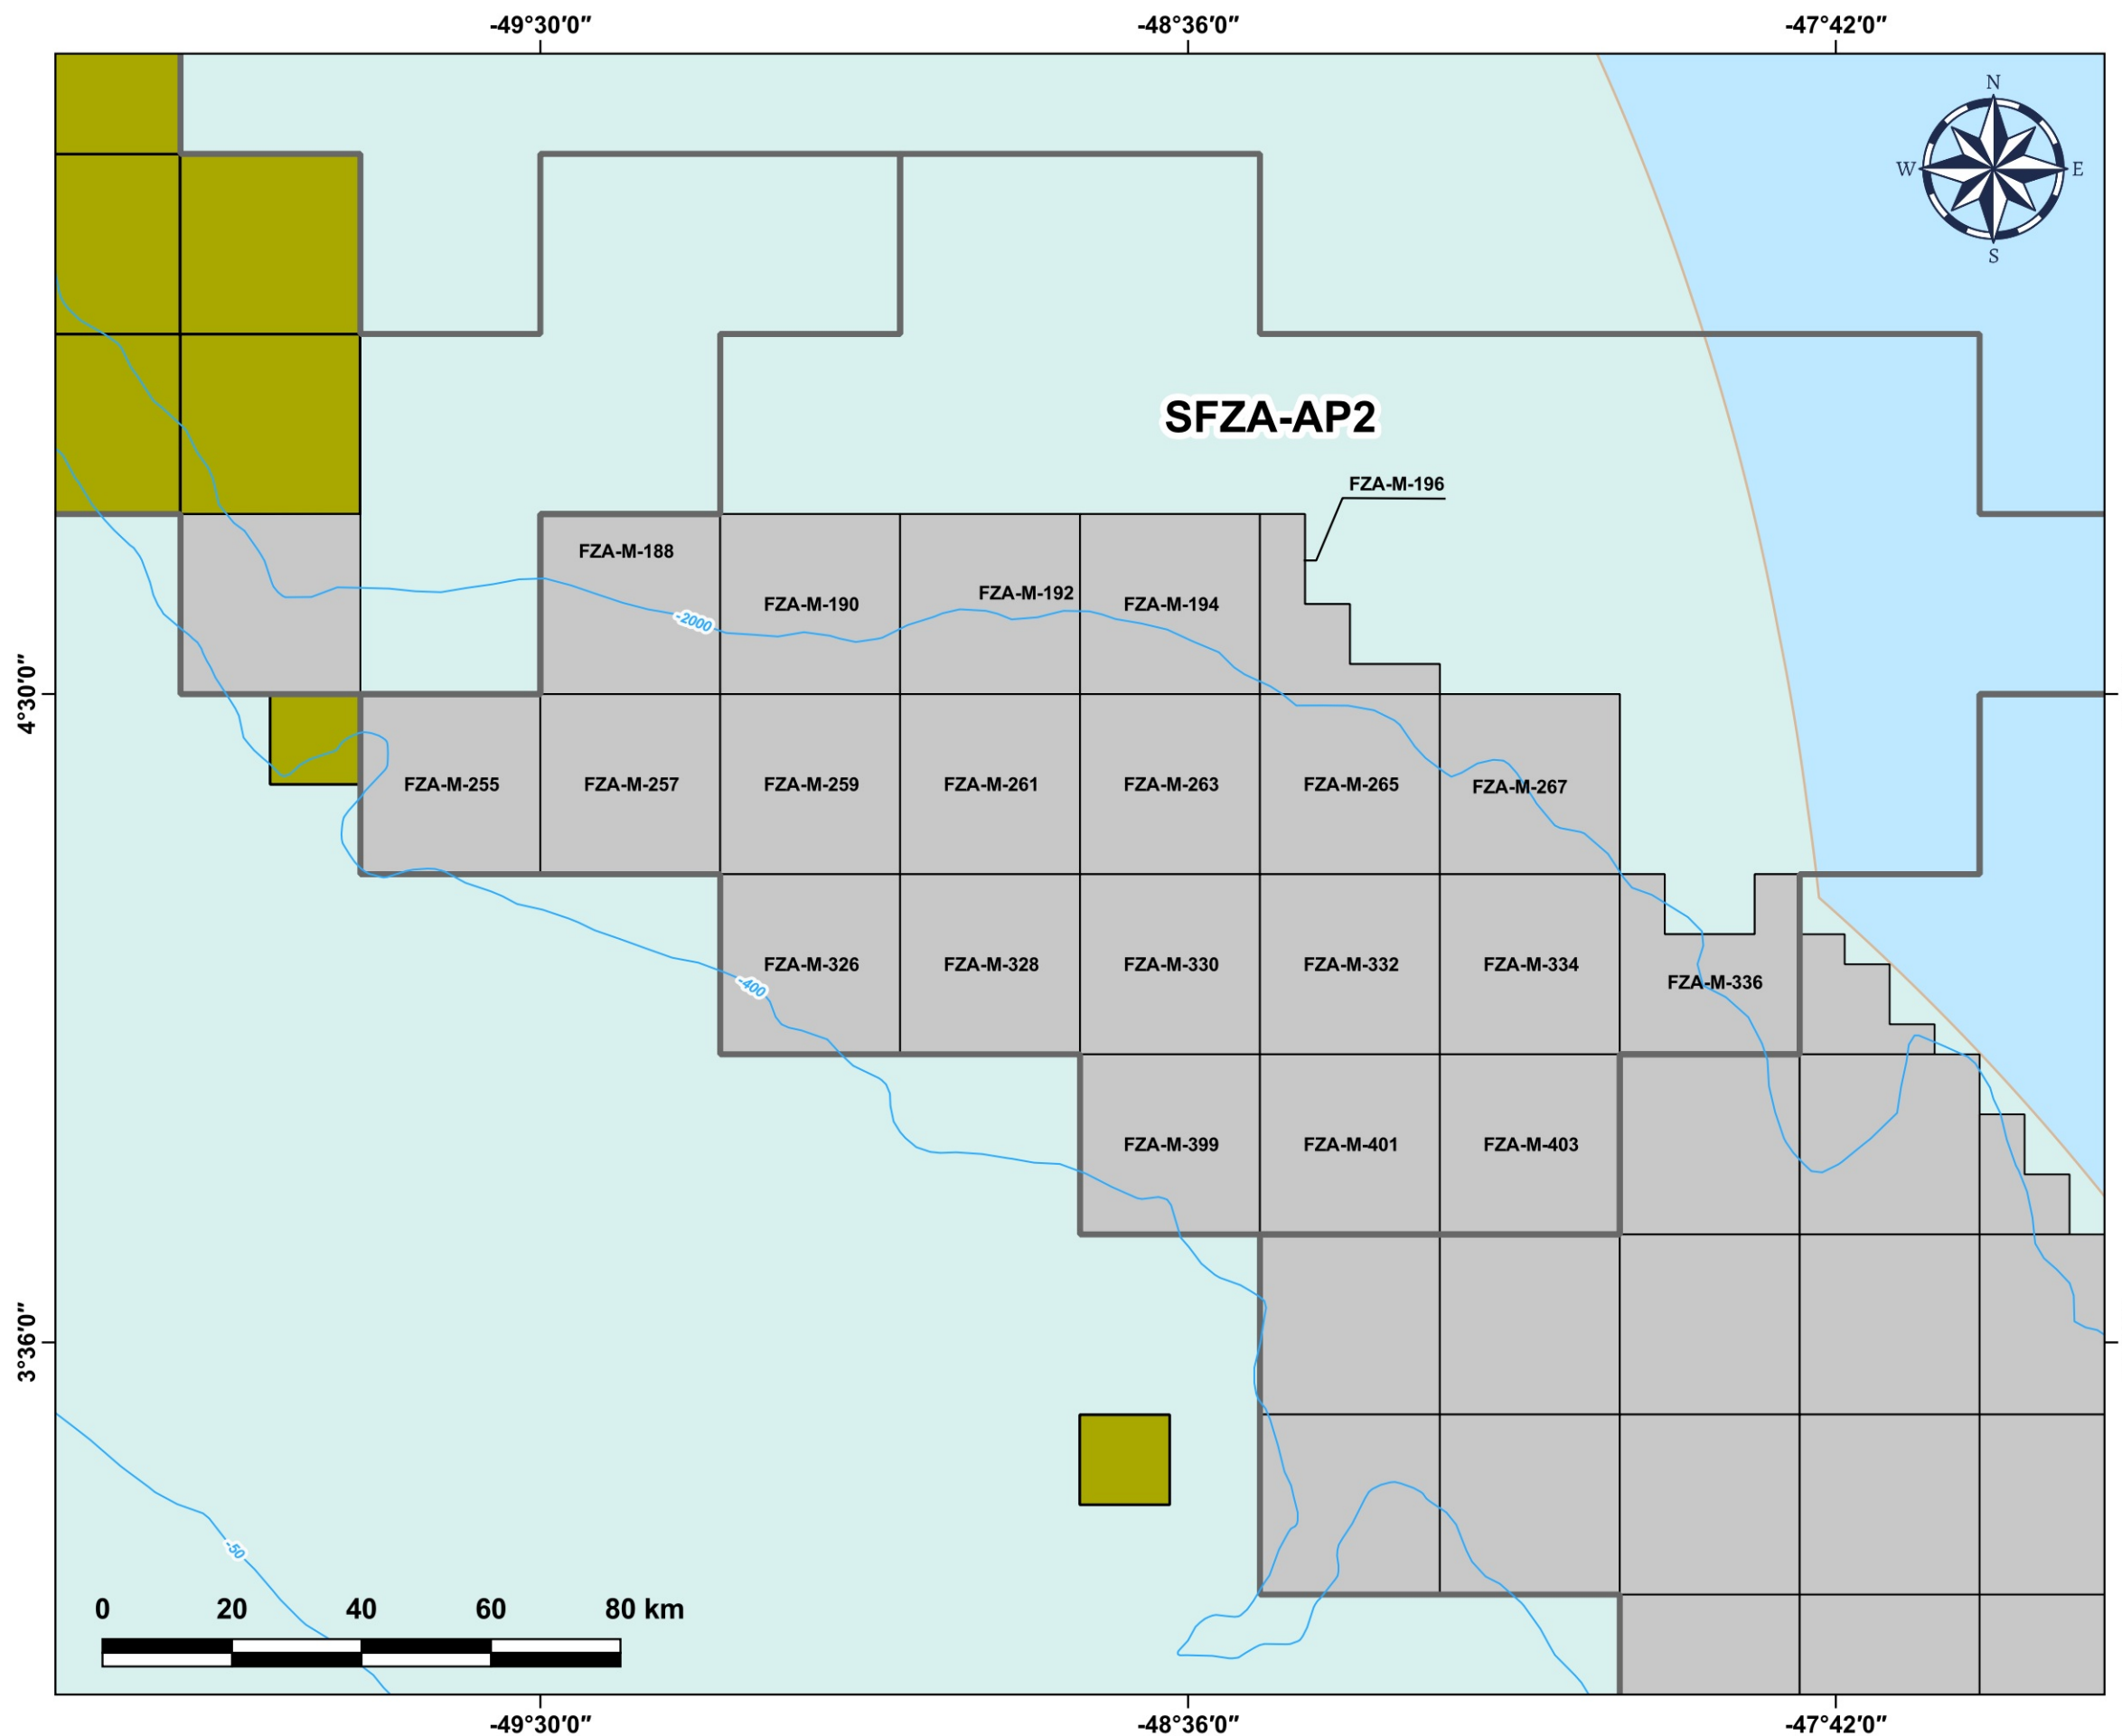 -49°30′0″ -48°36′0″ -47°42′0″
N
W E
S
SFZA-AP2
FZA-M-196
FZA-M-188
FZA-M-190 FZA-M-192 FZA-M-194
-2000
4°30′0″
FZA-M-255 FZA-M-257 FZA-M-259 FZA-M-261 FZA-M-263 FZA-M-265 FZA-M-267
FZA-M-326 FZA-M-328 FZA-M-330 FZA-M-332 FZA-M-334 FZA-M-336
-400
FZA-M-399 FZA-M-401 FZA-M-403
3°36′0″
-50
0 20 40 60 80 km
-49°30′0″ -48°36′0″ -47°42′0″